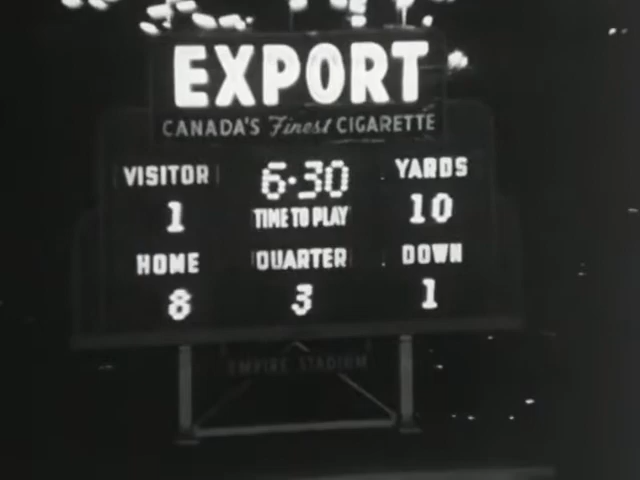 EXPORT
CANADA'S Finest CIGARETTE
VISITOR 6:30 YARDS
1 TIME TO PLAY 10
HOME QUARTER DOWN
8 3 1
EMPIRE STADIUM